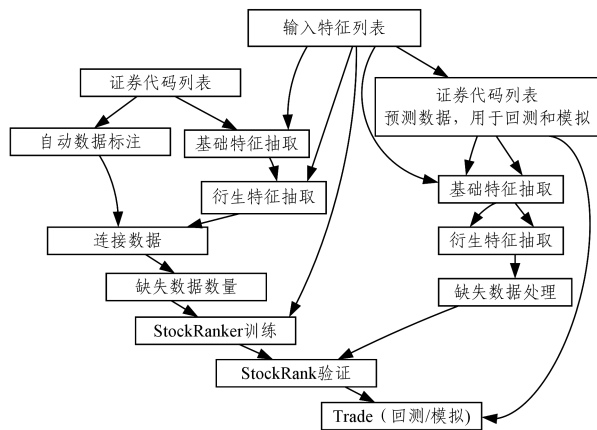 输入特征列表
证券代码列表
证券代码列表
预测数据，用于回测和模拟
自动数据标注
基础特征抽取
基础特征抽取
衍生特征抽取
连接数据
衍生特征抽取
缺失数据数量
缺失数据处理
StockRanker训练
StockRank验证
Trade（回测/模拟)